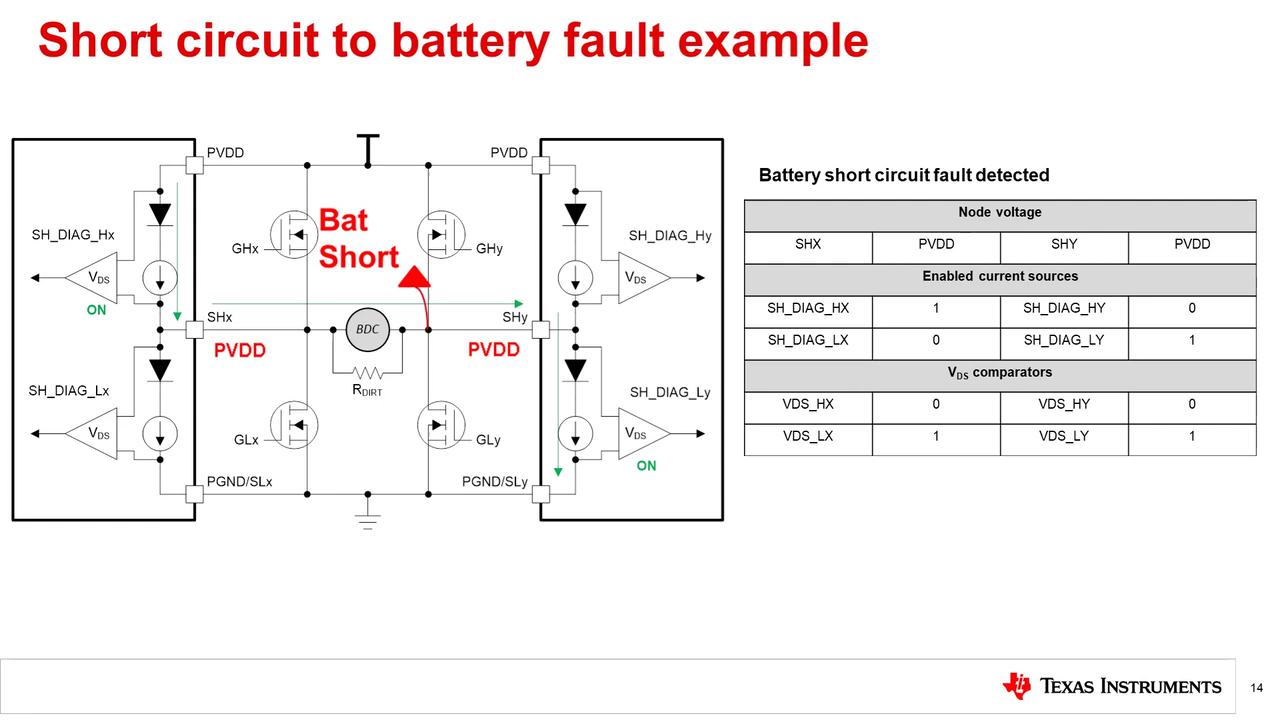 Short circuit to battery fault example
PVDD
PVDD
Battery short circuit fault detected
Bat
Short
SH_DIAG_Hx
SH_DIAG_Hy
GHx
GHy
VDS
VDS
ON
SHx
SHy
BDC
PVDD
PVDD
RDIRT
SH_DIAG_Lx
SH_DIAG_Ly
VDS
VDS
GLx
GLy
ON
PGND/SLx
PGND/SLy
Node voltage
SHX PVDD SHY PVDD
Enabled current sources
SH_DIAG_HX 1 SH_DIAG_HY 0
SH_DIAG_LX 0 SH_DIAG_LY 1
VDS comparators
VDS_HX 0 VDS_HY 0
VDS_LX 1 VDS_LY 1
TEXAS INSTRUMENTS
14